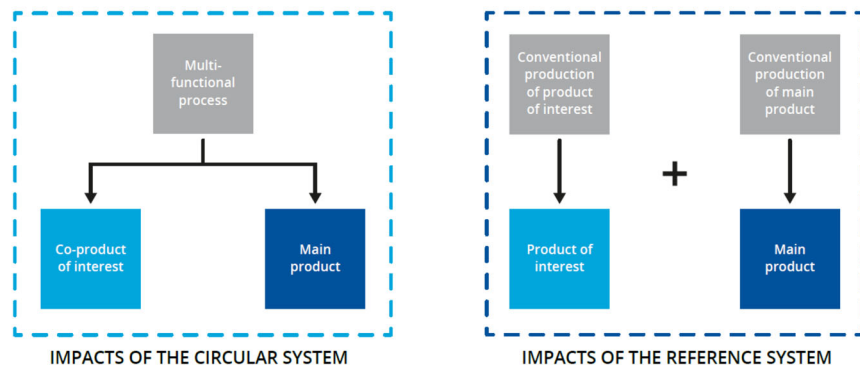 Multi-
functional
process
Co-product
of interest
Main
product
IMPACTS OF THE CIRCULAR SYSTEM
Conventional
production
of product
of interest
Conventional
production
of main
product
+
Product of
interest
Main
product
IMPACTS OF THE REFERENCE SYSTEM